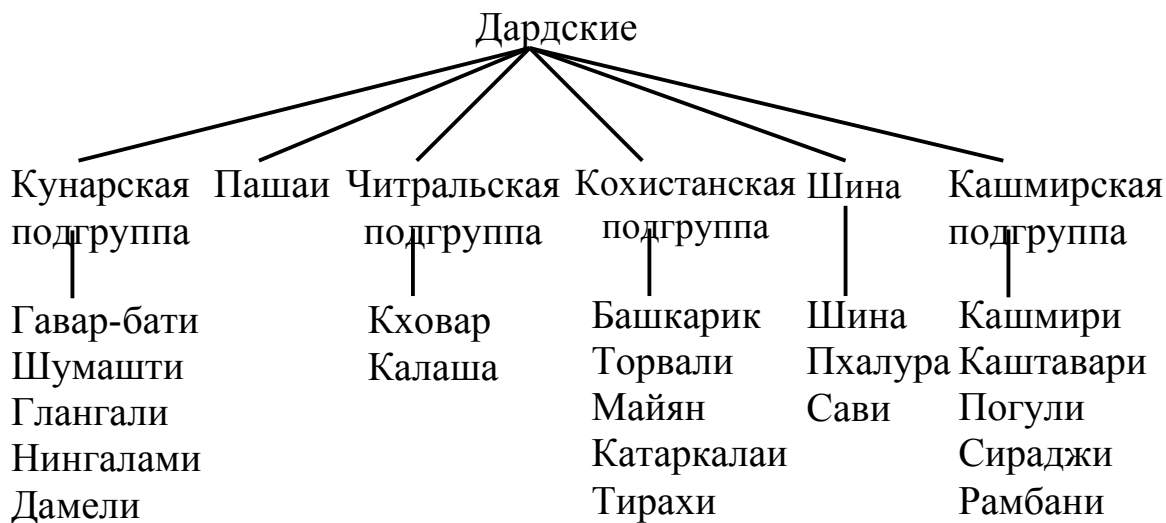 Дардские
Кунарская Пашаи Читральская Кохистанская Шина Кашмирская
подгруппа подгруппа подгруппа подгруппа
Гавар-бати Кховар Башкарик Шина Кашмири
Шумашти Калаша Торвали Пхалура Каштавари
Глангали Майян Сави Погули
Нингалами Катаркалаи Сираджи
Дамели Тирахи Рамбани